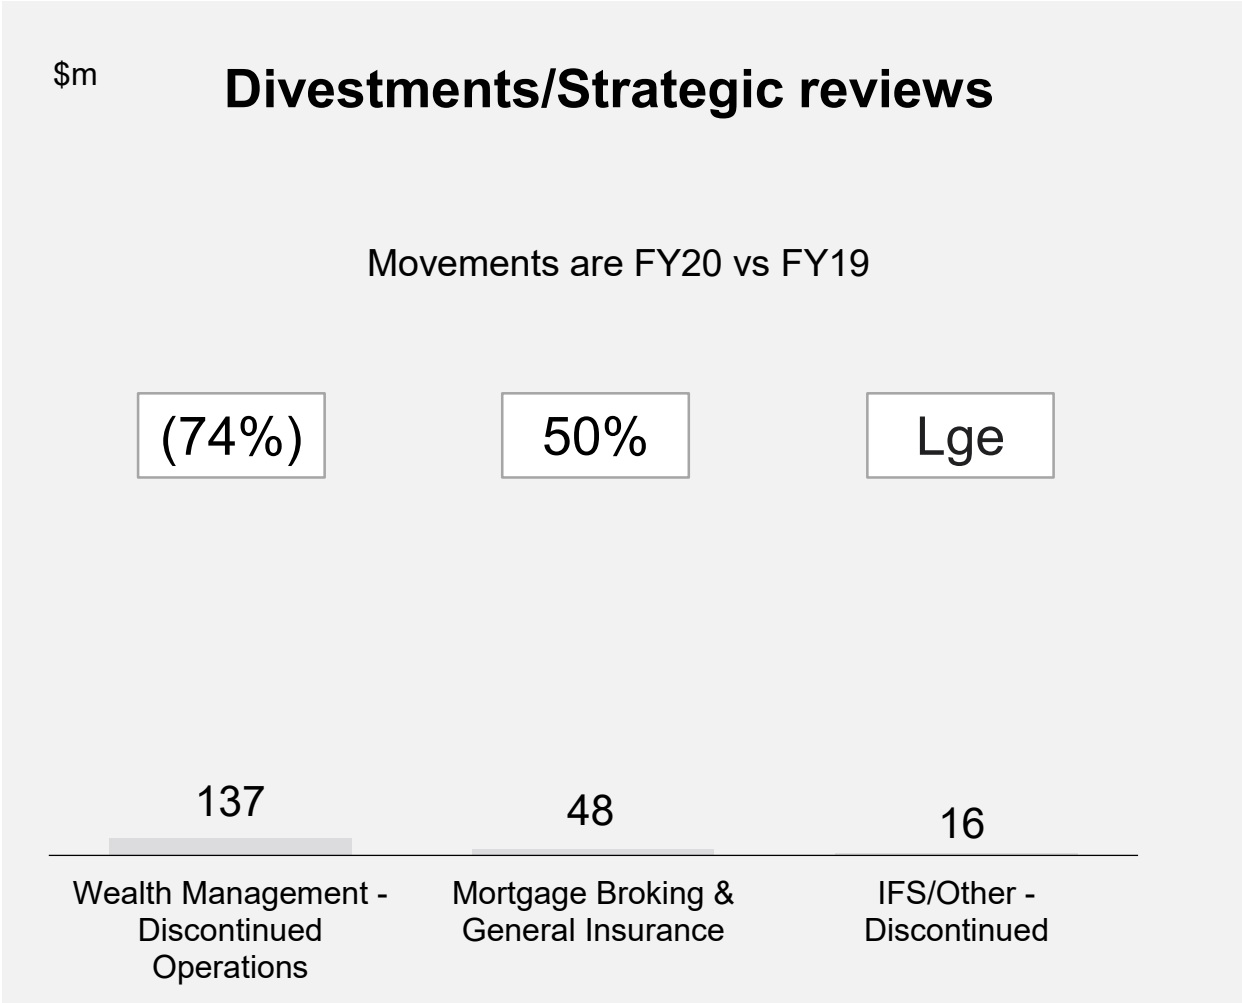 $m
Divestments/Strategic reviews
Movements are FY20 vs FY19
(74%)
50%
Lge
137
48
16
Wealth Management -
Discontinued
Operations
Mortgage Broking &
General Insurance
IFS/Other -
Discontinued